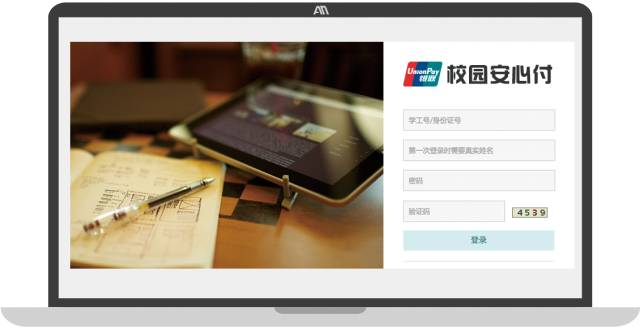 UnionPay
银联
校园安心付
学工号/身份证号
第一次登录时需要真实姓名
密码
验证码
4539
登录